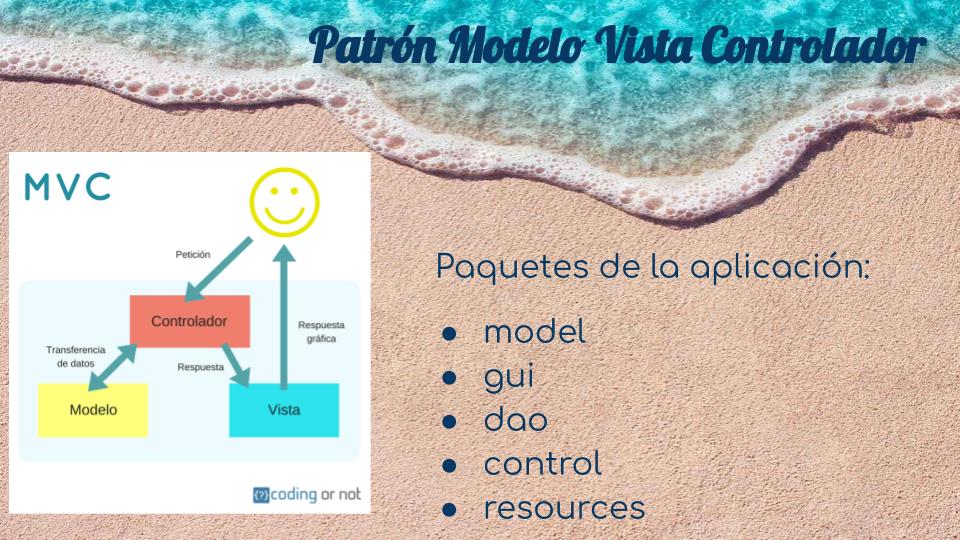 Patrón Modelo Vista Controlador
MVC
Petición
Controlador
Respuesta
gráfica
Transferencia
de datos
Respuesta
Modelo
Vista
{?}coding or not
Paquetes de la aplicación:
● model
● gui
● dao
● control
● resources